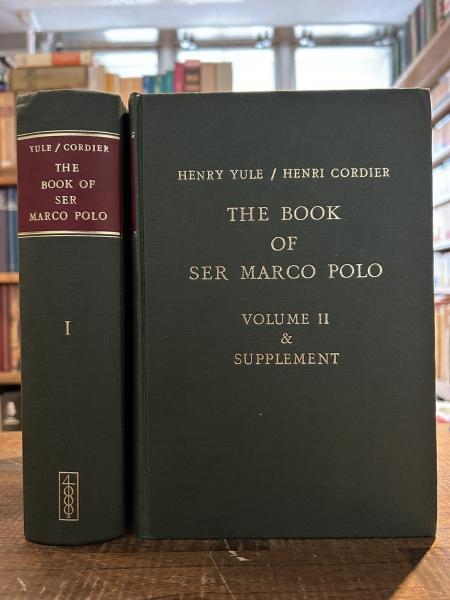 YULE / CORDIER
THE
BOOK OF
SER
MARCO POLO
I
HENRY YULE / HENRI CORDIER
THE BOOK
OF
SER MARCO POLO
VOLUME II
&
SUPPLEMENT